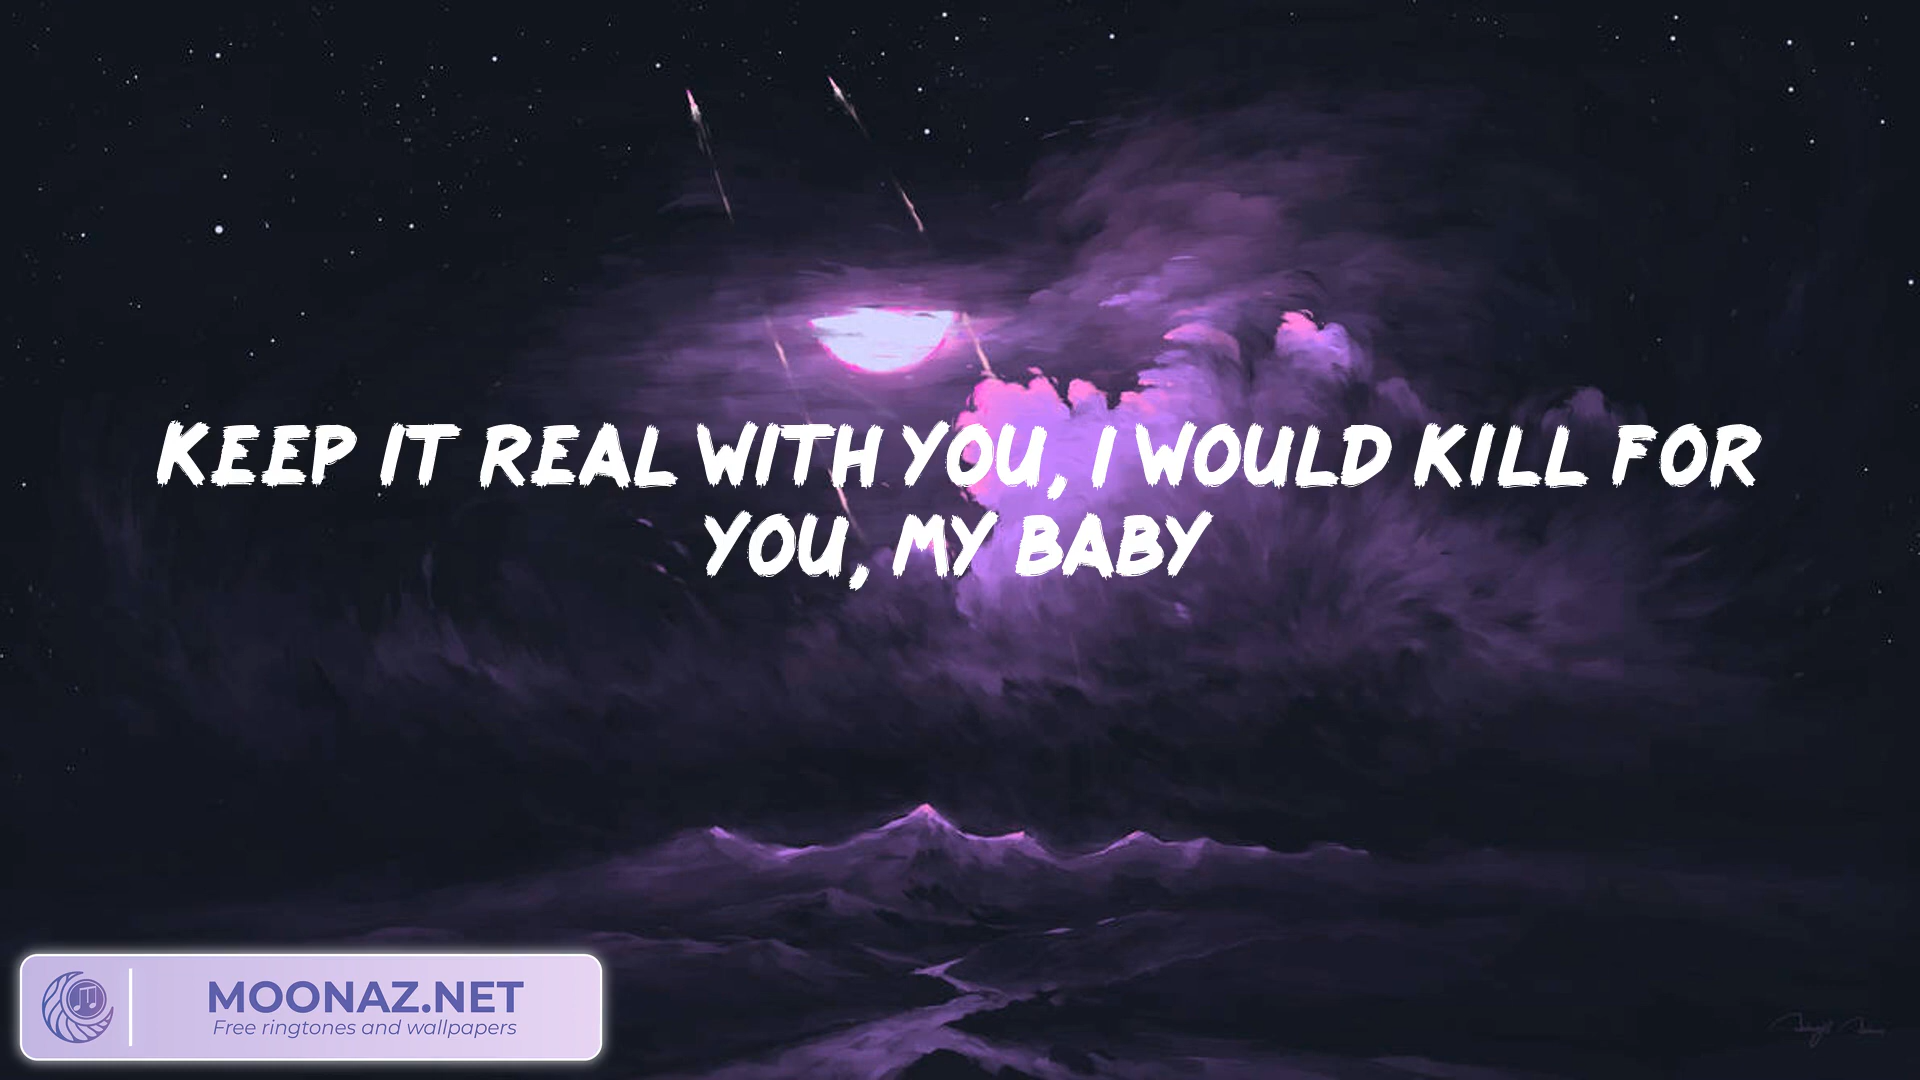 KEEP IT REAL WITH YOU, I WOULD KILL FOR
YOU, MY BABY
MOONAZ.NET
Free ringtones and wallpapers